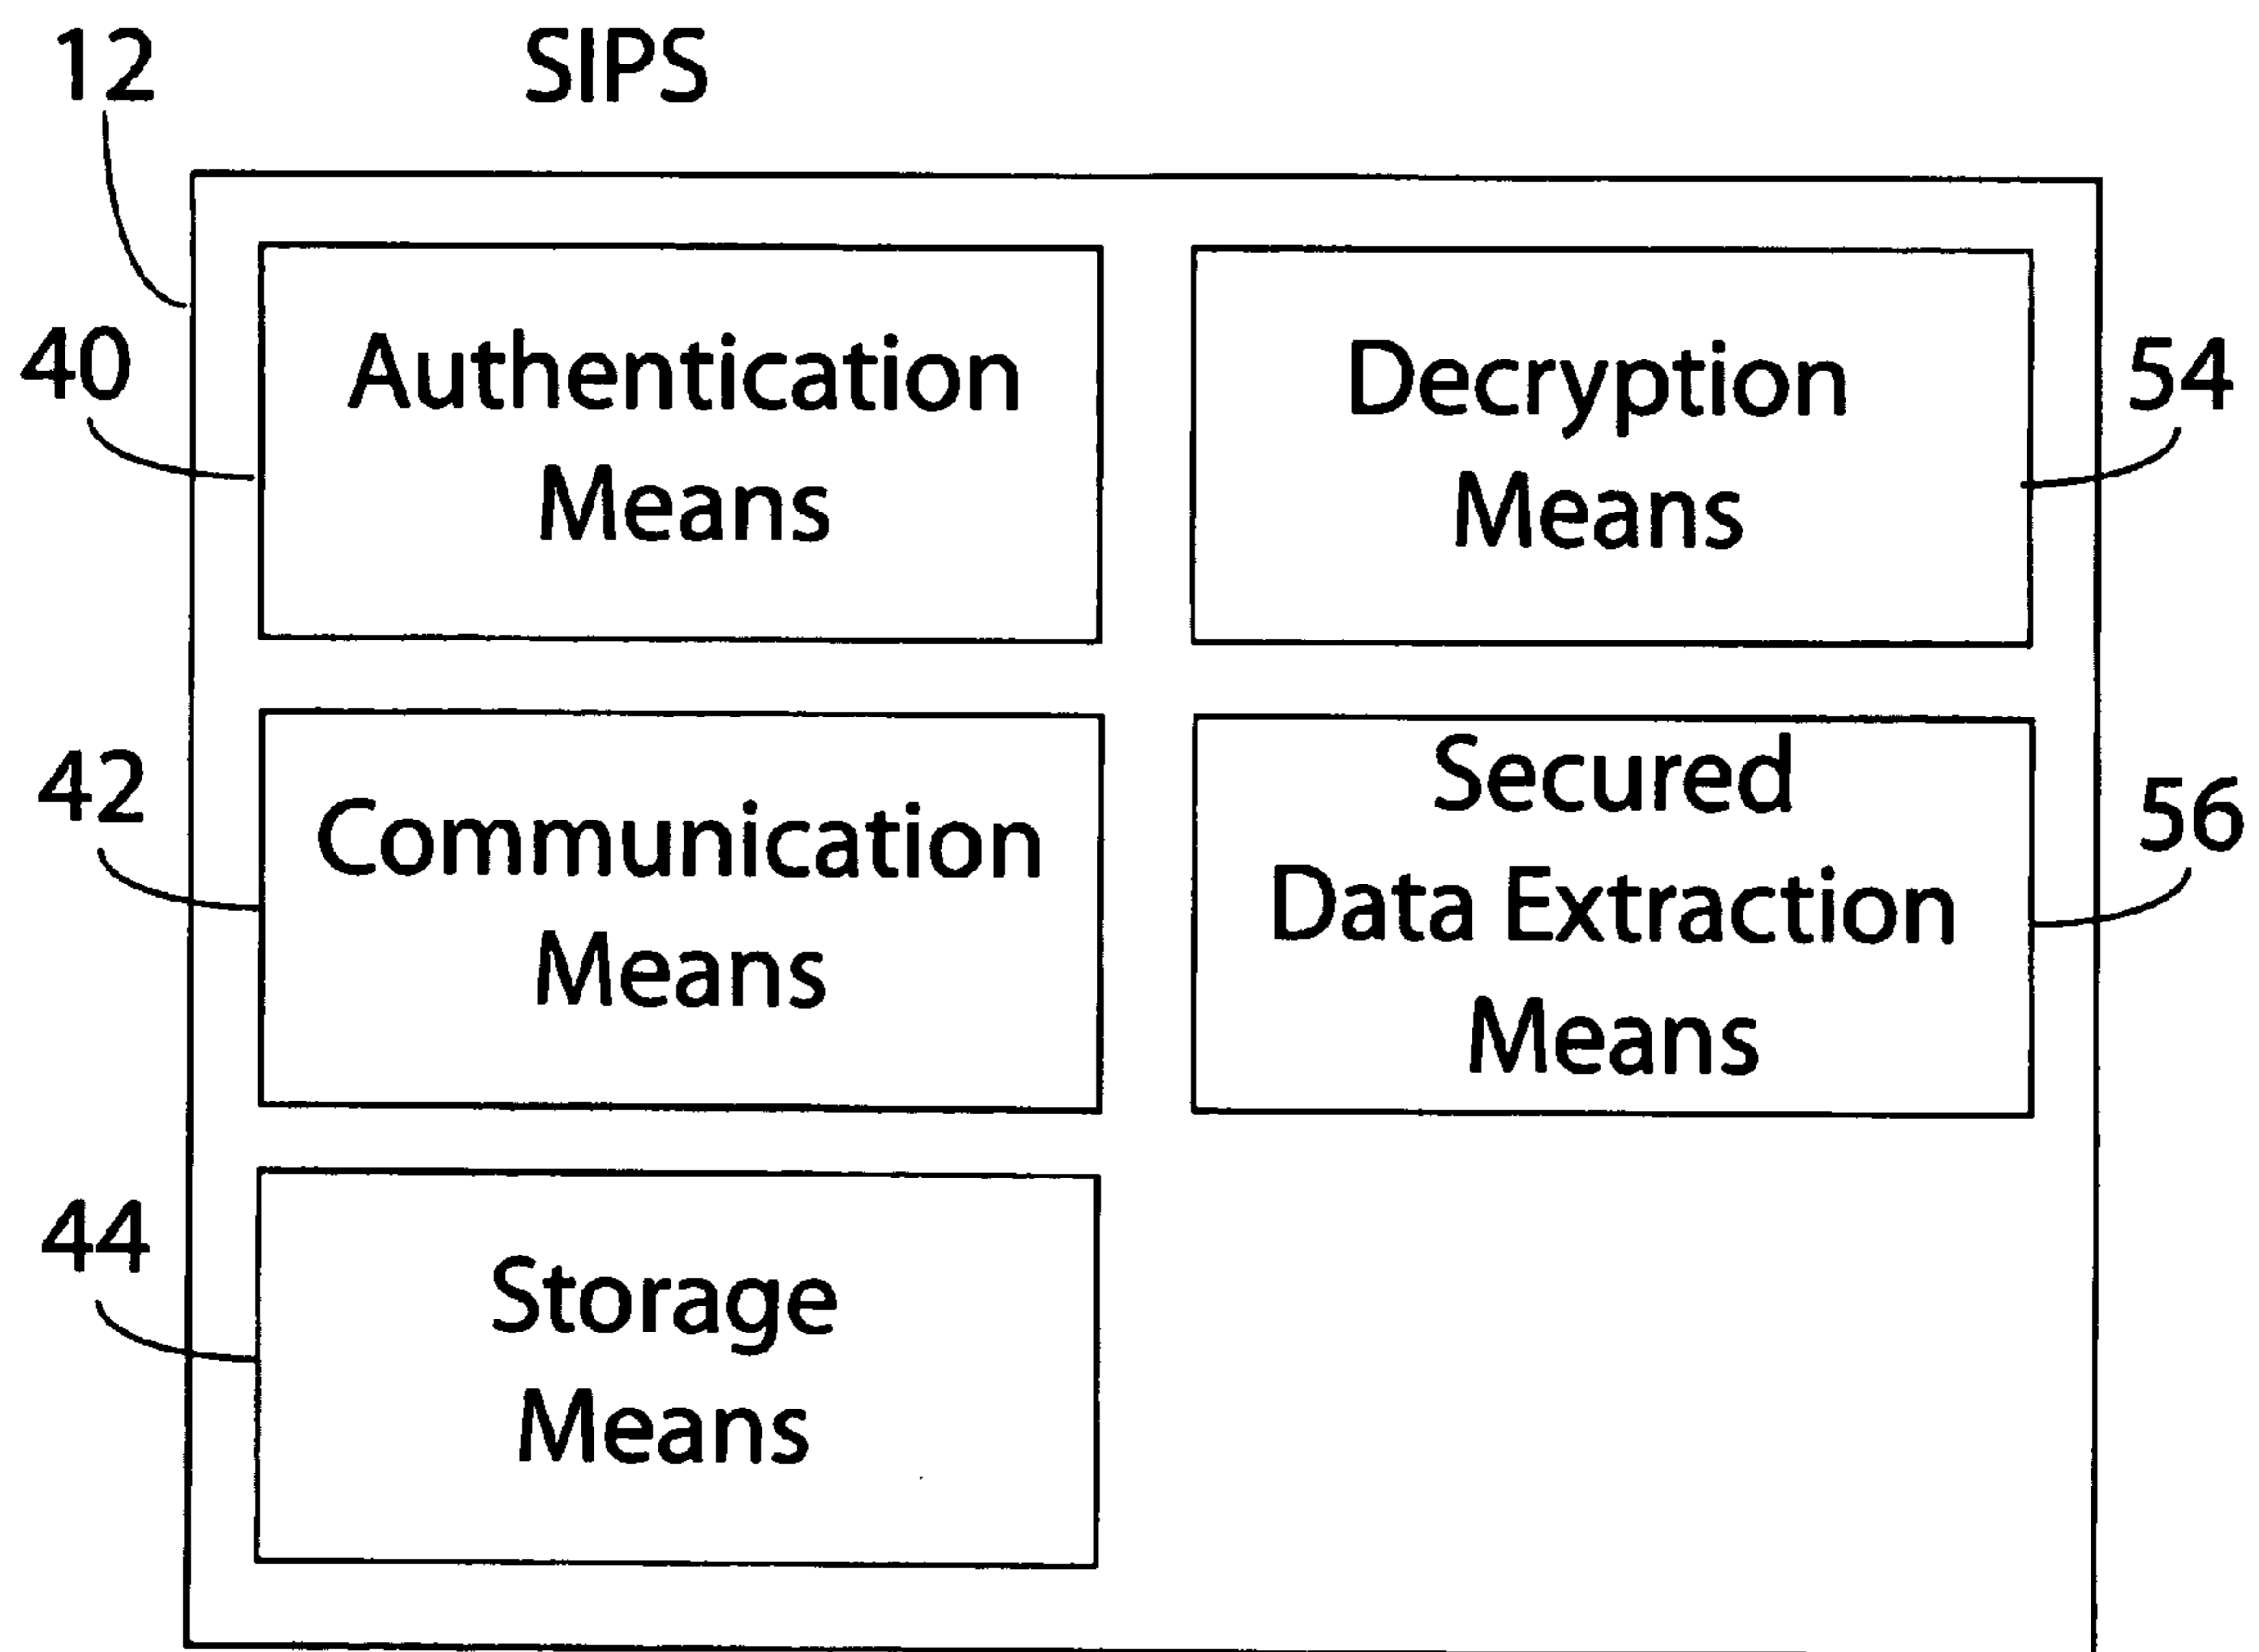 12
SIPS
40
Authentication
Means
Decryption
Means
54
42
Communication
Means
Secured
Data Extraction
Means
56
44
Storage
Means